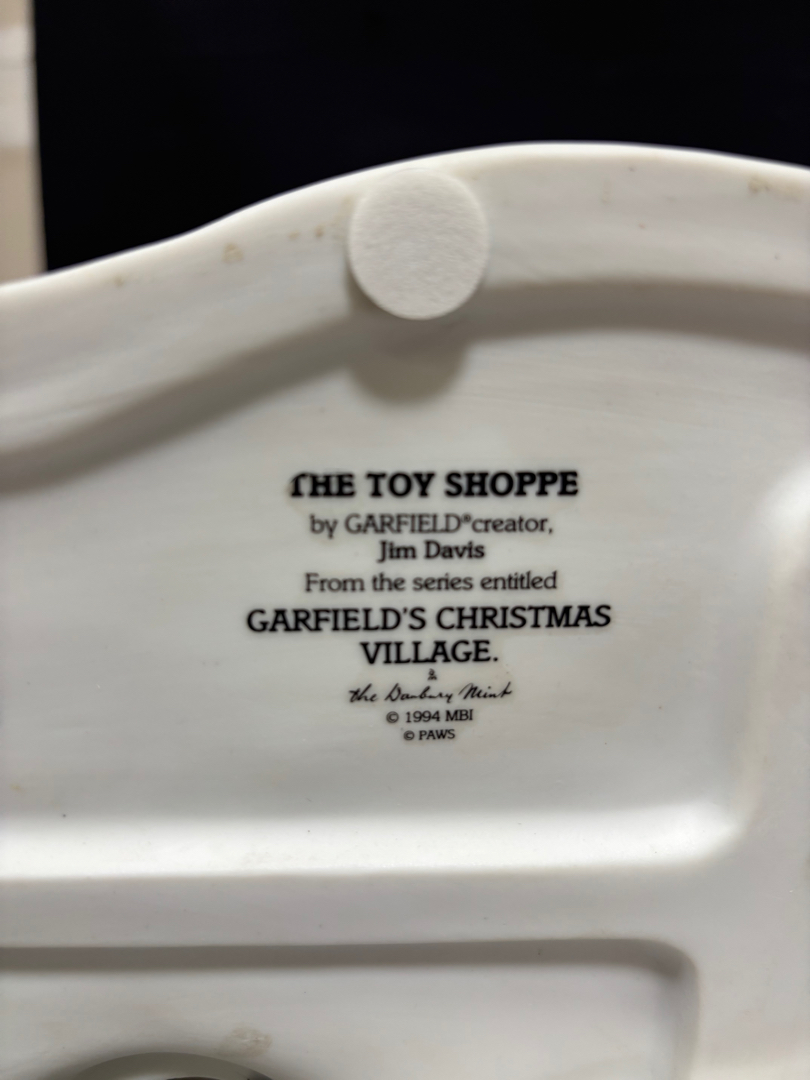 THE TOY SHOPPE
by GARFIELD® creator,
Jim Davis
From the series entitled
GARFIELD'S CHRISTMAS
VILLAGE.
the Danbury Mint
© 1994 MBI
© PAWS